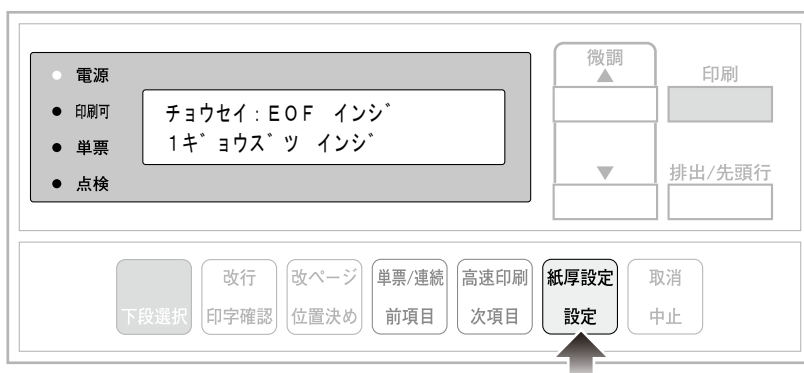 電源
印刷可
単票
点検
チョウセイ:EOF インジ
1ギョウズツ インジ
微調
▲
▼
印刷
排出/先頭行
下段選択
改行
印字確認
改ページ
位置決め
単票/連続
前項目
高速印刷
次項目
紙厚設定
設定
取消
中止